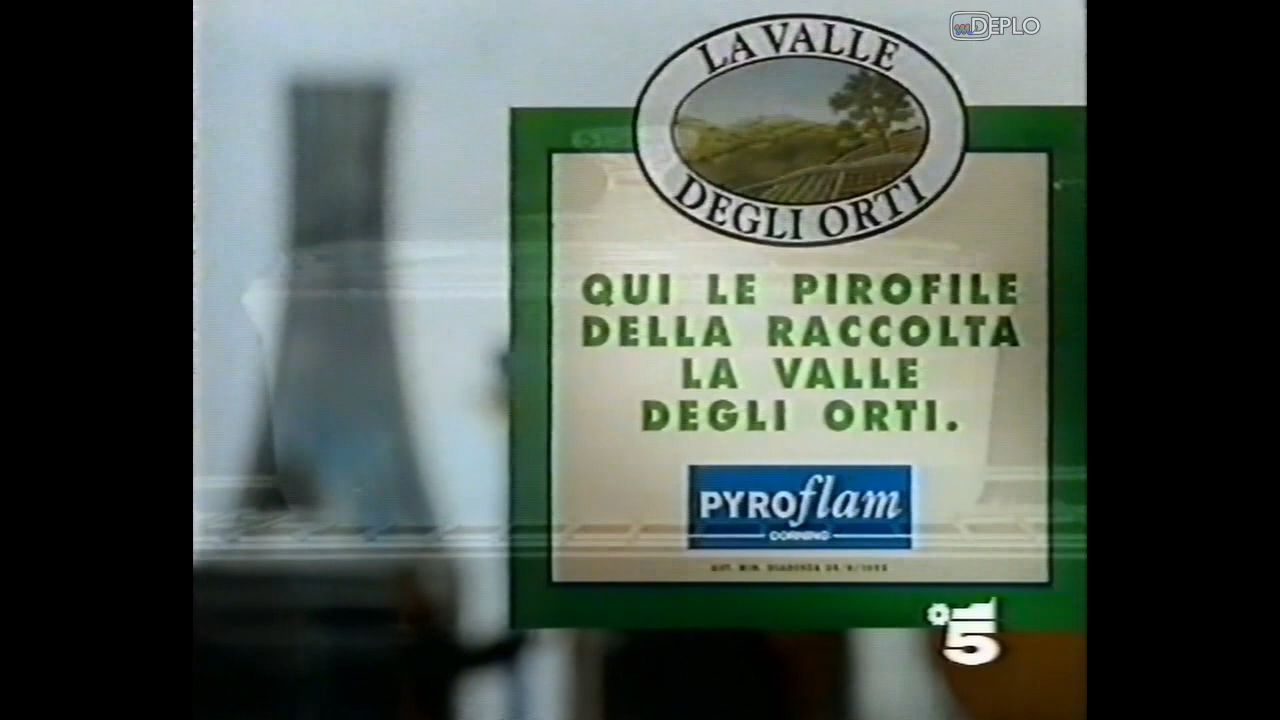 DEPLO
LA VALLE
DEGLI ORTI
QUI LE PIROFILE
DELLA RACCOLTA
LA VALLE
DEGLI ORTI.
PYROflam
CORNING
5